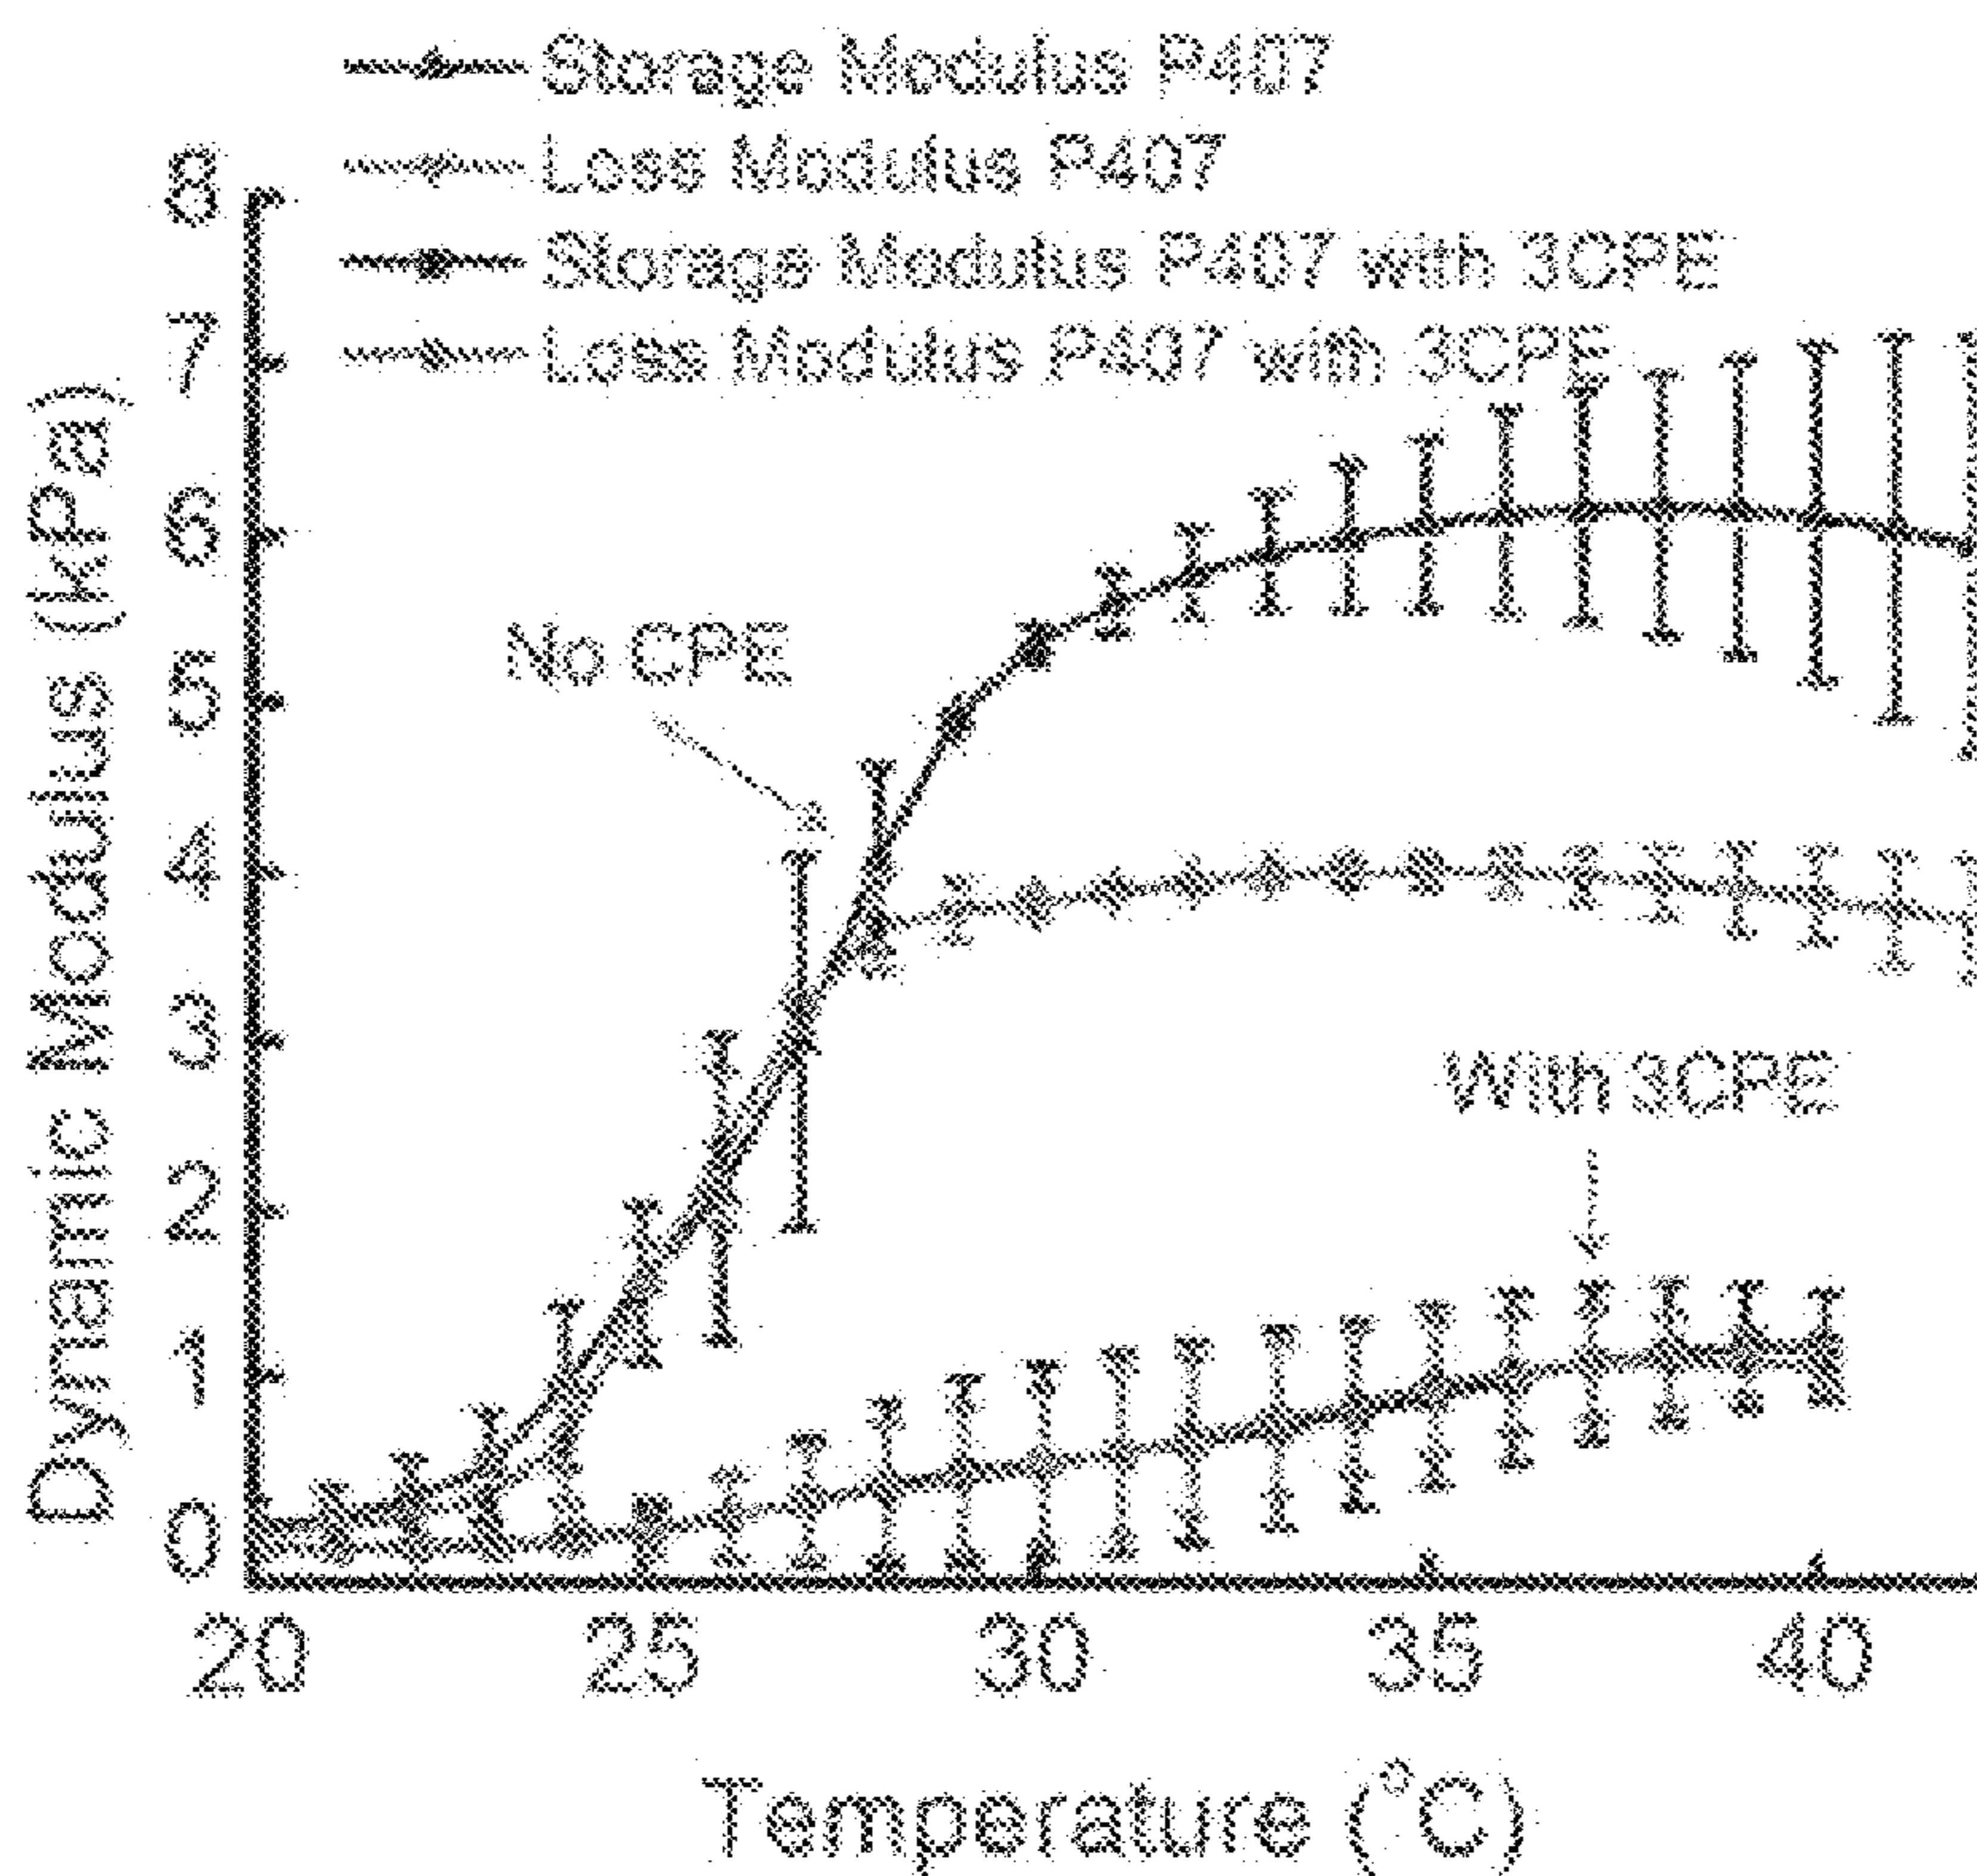 Storage Modulus P407
Loss Modulus P407
Storage Modulus P407 with 3CPE
Loss Modulus P407 with 3CPE
8
7
6
5
4
3
2
1
0
Dynamic Modulus (kPa)
No CPE
With 3CPE
20 25 30 35 40
Temperature (°C)